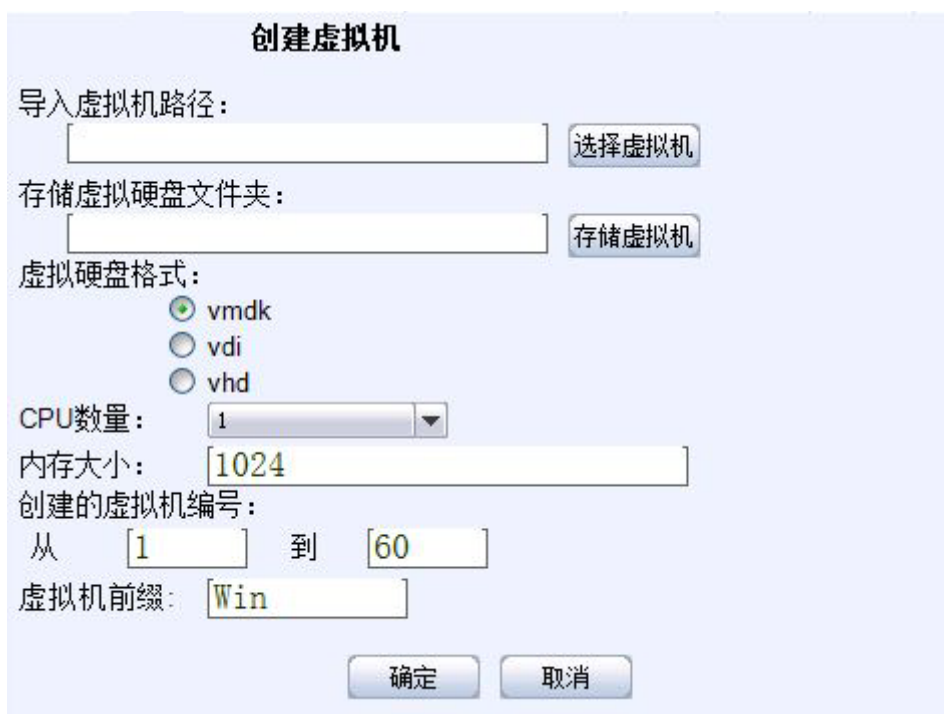 创建虚拟机
导入虚拟机路径：
选择虚拟机
存储虚拟硬盘文件夹：
存储虚拟机
虚拟硬盘格式：
vmdk
vdi
vhd
CPU数量： 1
内存大小： 1024
创建的虚拟机编号：
从 1 到 60
虚拟机前缀: Win
确定 取消